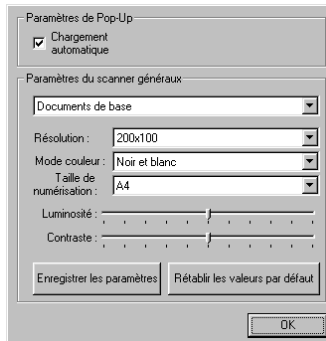 Paramètres de Pop-Up
Chargement
automatique
Paramètres du scanner généraux
Documents de base
Résolution : 200x100
Mode couleur : Noir et blanc
Taille de
numérisation : A4
Luminosité :
Contraste :
Enregistrer les paramètres Rétablir les valeurs par défaut
OK